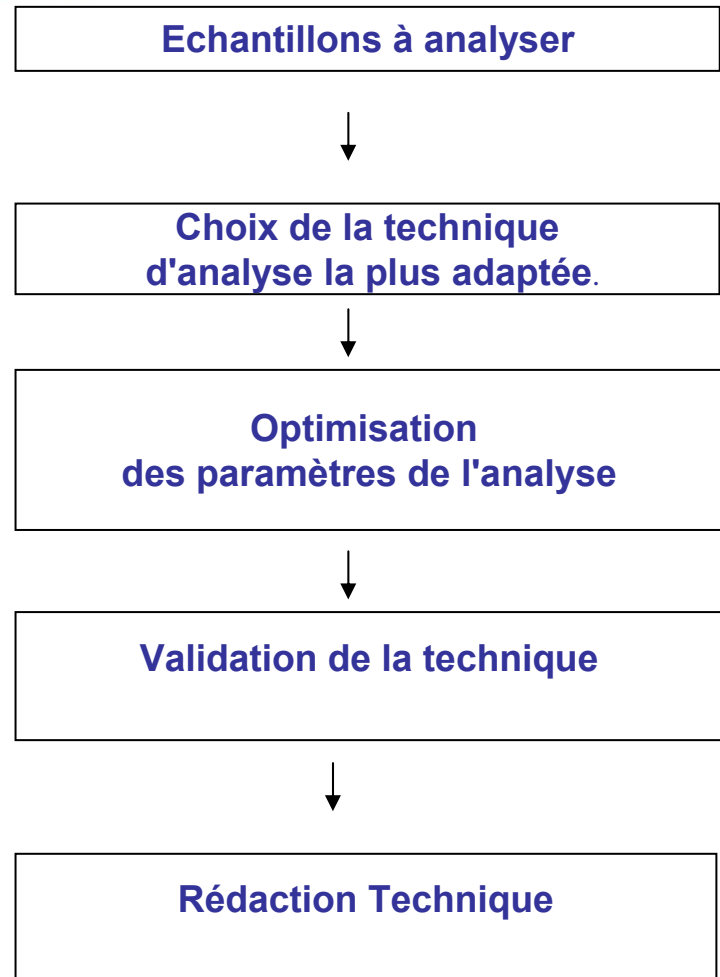 Echantillons à analyser
Choix de la technique
d'analyse la plus adaptée.
Optimisation
des paramètres de l'analyse
Validation de la technique
Rédaction Technique